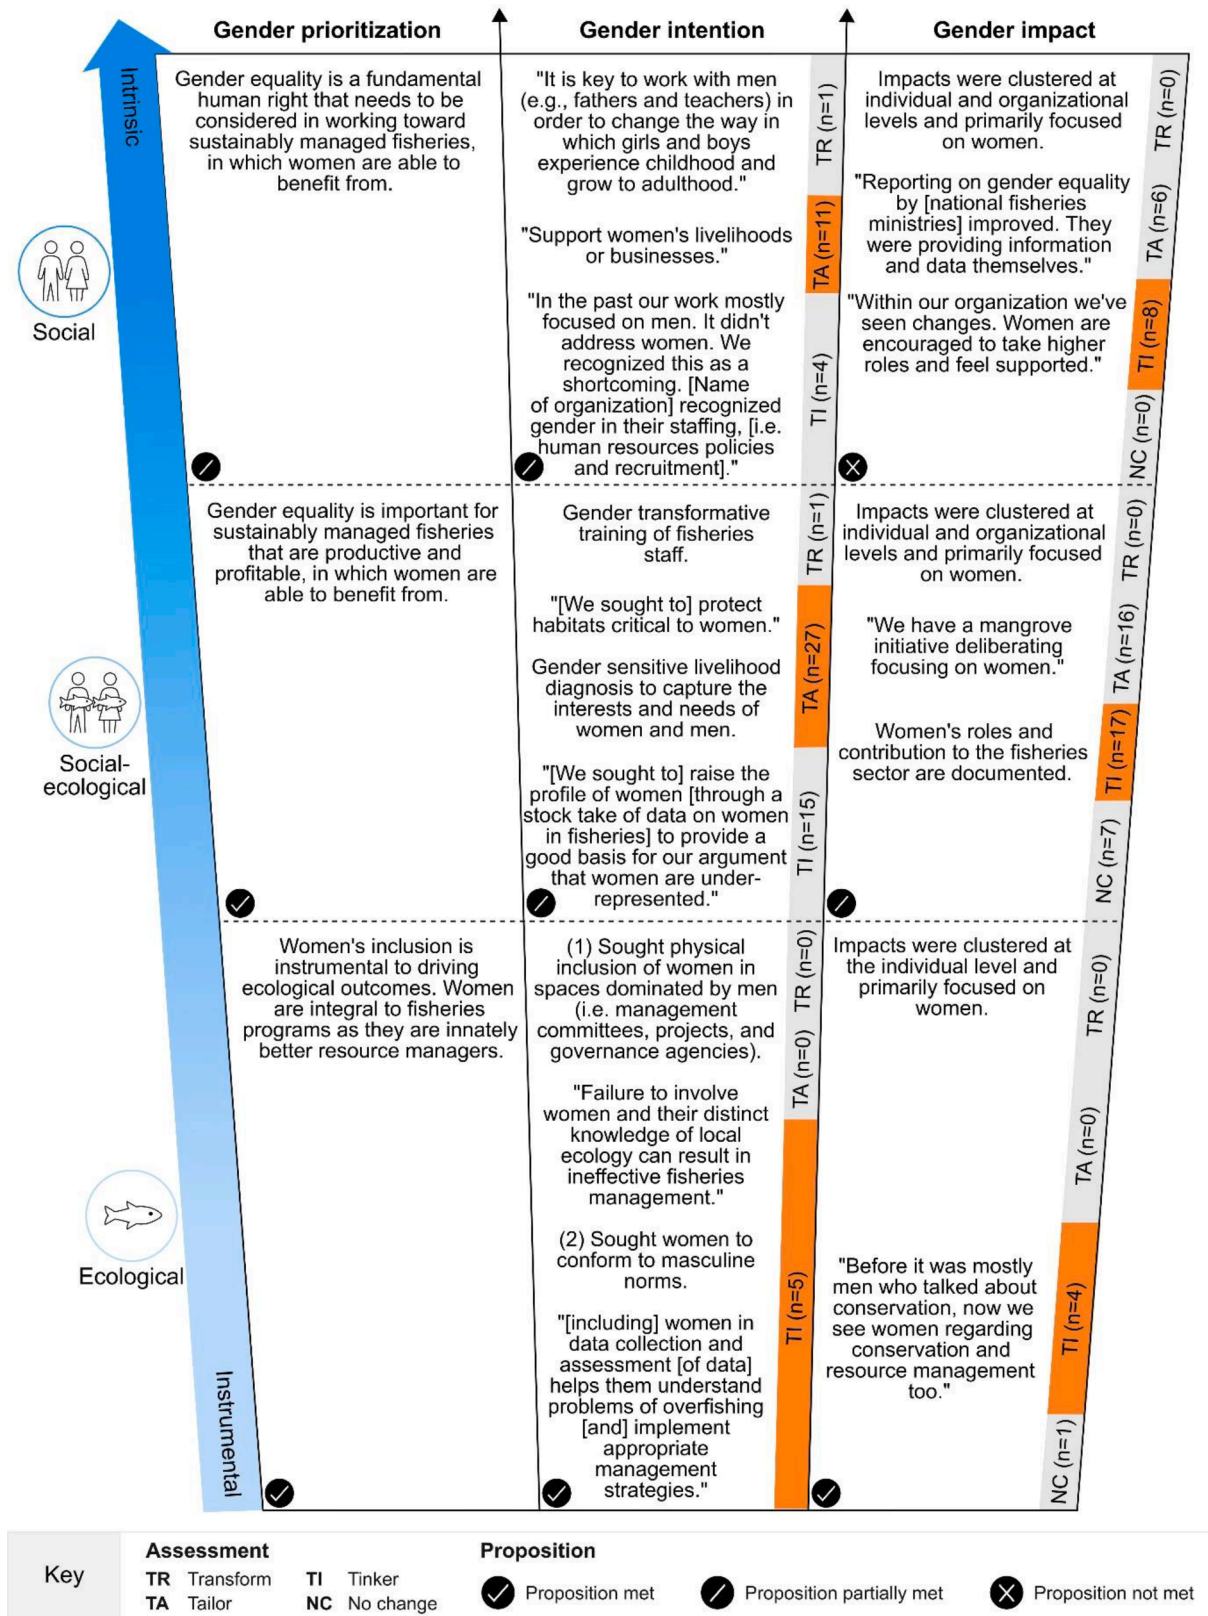 Gender prioritization
Gender intention
Gender impact
Intrinsic
Social
Gender equality is a fundamental
human right that needs to be
considered in working toward
sustainably managed fisheries,
in which women are able to
benefit from.
"It is key to work with men
(e.g., fathers and teachers) in
order to change the way in
which girls and boys
experience childhood and
grow to adulthood."
"Support women's livelihoods
or businesses."
"In the past our work mostly
focused on men. It didn't
address women. We
recognized this as a
shortcoming. [Name
of organization] recognized
gender in their staffing, [i.e.
human resources policies
and recruitment]."
TR (n=1)
TA (n=11)
TI (n=4)
Impacts were clustered at
individual and organizational
levels and primarily focused
on women.
"Reporting on gender equality
by [national fisheries
ministries] improved. They
were providing information
and data themselves."
"Within our organization we've
seen changes. Women are
encouraged to take higher
roles and feel supported."
TR (n=0)
TA (n=6)
TI (n=8)
NC (n=0)
Social-
ecological
Gender equality is important for
sustainably managed fisheries
that are productive and
profitable, in which women are
able to benefit from.
Gender transformative
training of fisheries
staff.
"[We sought to] protect
habitats critical to women."
Gender sensitive livelihood
diagnosis to capture the
interests and needs of
women and men.
"[We sought to] raise the
profile of women [through a
stock take of data on women
in fisheries] to provide a
good basis for our argument
that women are under-
represented."
TR (n=1)
TA (n=27)
TI (n=15)
Impacts were clustered at
individual and organizational
levels and primarily focused
on women.
"We have a mangrove
initiative deliberating
focusing on women."
Women's roles and
contribution to the fisheries
sector are documented.
TR (n=0)
TA (n=16)
TI (n=17)
NC (n=7)
Ecological
Instrumental
Women's inclusion is
instrumental to driving
ecological outcomes. Women
are integral to fisheries
programs as they are innately
better resource managers.
(1) Sought physical
inclusion of women in
spaces dominated by men
(i.e. management
committees, projects, and
governance agencies).
"Failure to involve
women and their distinct
knowledge of local
ecology can result in
ineffective fisheries
management."
(2) Sought women to
conform to masculine
norms.
"[including] women in
data collection and
assessment [of data]
helps them understand
problems of overfishing
[and] implement
appropriate
management
strategies."
TR (n=0)
TA (n=0)
TI (n=5)
Impacts were clustered at
the individual level and
primarily focused on
women.
"Before it was mostly
men who talked about
conservation, now we
see women regarding
conservation and
resource management
too."
TR (n=0)
TA (n=0)
TI (n=4)
NC (n=1)
Key
Assessment
TR Transform TI Tinker
TA Tailor NC No change
Proposition
Proposition met Proposition partially met Proposition not met